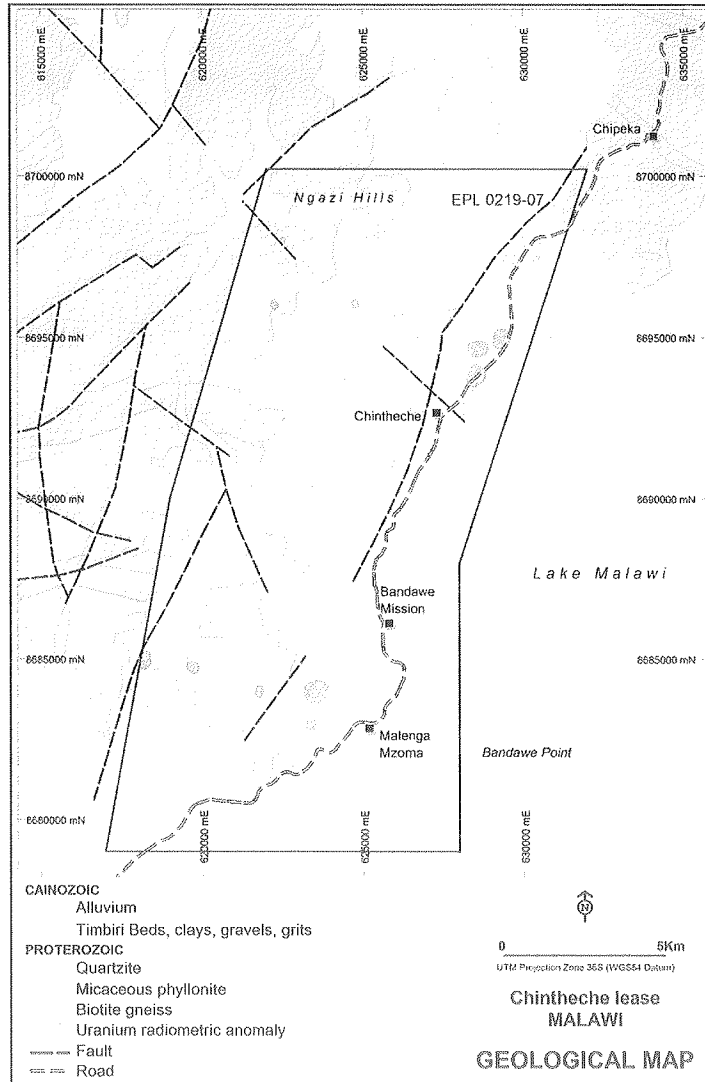 815000 mE
620000 mE
625000 mE
630000 mE
635000 mE
Chipeka
8700000 mN
8700000 mN
Ngazi Hills
EPL 0219-07
8695000 mN
8695000 mN
Chintheche
8690000 mN
8690000 mN
Lake Malawi
Bandawe
Mission
8685000 mN
8685000 mN
Malenga
Mzoma
Bandawe Point
8680000 mN
8680000 mN
620000 mE
625000 mE
630000 mE
CAINOZOIC
Alluvium
Timbiri Beds, clays, gravels, grits
PROTEROZOIC
Quartzite
Micaceous phyllonite
Biotite gneiss
Uranium radiometric anomaly
Fault
Road
N
0 5Km
UTM Projection Zone 36S (WGS84 Datum)
Chintheche lease
MALAWI
GEOLOGICAL MAP